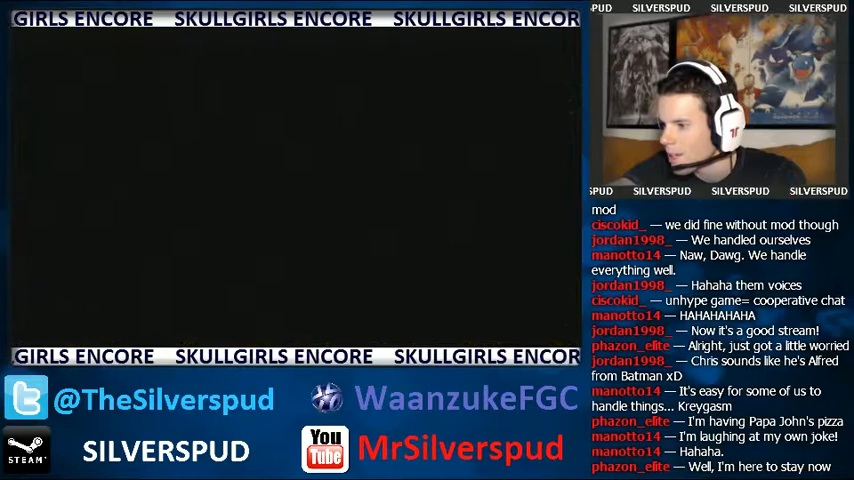 GIRLS ENCORE SKULLGIRLS ENCORE SKULLGIRLS ENCOR
PUD SILVERSPUD SILVERSPUD SILVERSPUD
SPUD SILVERSPUD SILVERSPUD SILVERSPUD
mod
ciscokid_ — we did fine without mod though
jordan1998_ — We handled ourselves
manotto14 — Naw, Dawg. We handle
everything well.
jordan1998_ — Hahaha them voices
ciscokid_ — unhype game= cooperative chat
manotto14 — HAHAHAHAHA
jordan1998_ — Now it's a good stream!
phazon_elite — Alright, just got a little worried
jordan1998_ — Chris sounds like he's Alfred
from Batman xD
manotto14 — It's easy for some of us to
handle things... Kreygasm
phazon_elite — I'm having Papa John's pizza
manotto14 — I'm laughing at my own joke!
manotto14 — Hahaha.
phazon_elite — Well, I'm here to stay now
GIRLS ENCORE SKULLGIRLS ENCORE SKULLGIRLS ENCOR
@TheSilverspud WaanzukeFGC
STEAM SILVERSPUD You Tube MrSilverspud